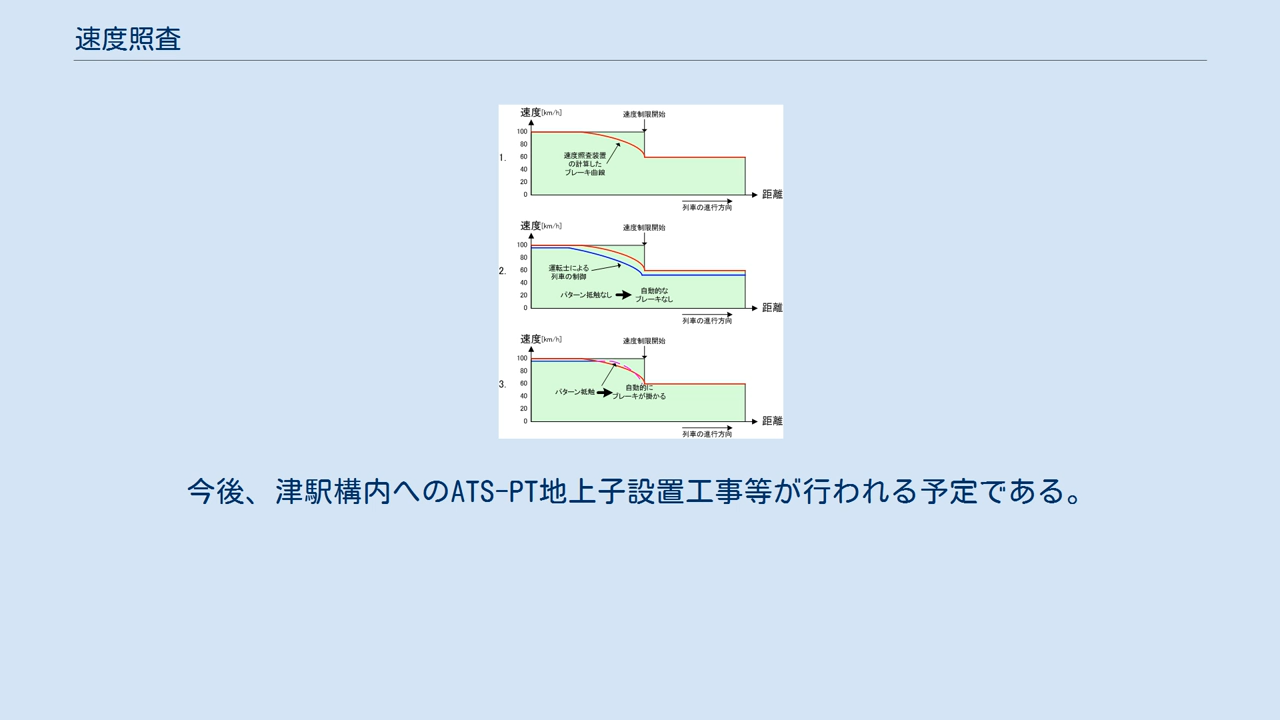 速度照査
速度[km/h]
速度制限開始
100
80
1.
60
40
20
0
速度照査装置
の計算した
ブレーキ曲線
距離
列車の進行方向
速度[km/h]
速度制限開始
100
80
2.
60
40
20
0
運転士による
列車の制御
パターン抵触なし
自動的な
ブレーキなし
距離
列車の進行方向
速度[km/h]
速度制限開始
100
80
3.
60
40
20
0
パターン抵触
自動的に
ブレーキが掛かる
距離
列車の進行方向
今後、津駅構内へのATS-PT地上子設置工事等が行われる予定である。